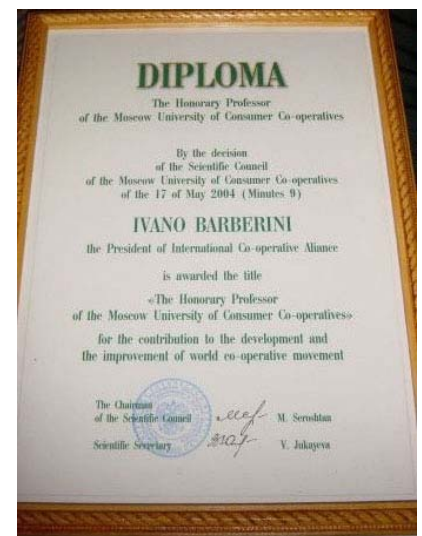 DIPLOMA
The Honorary Professor
of the Moscow University of Consumer Co-operatives
By the decision
of the Scientific Council
of the Moscow University of Consumer Co-operatives
of the 17 of May 2004 (Minutes 9)
IVANO BARBERINI
the President of International Co-operative Aliance
is awarded the title
«The Honorary Professor
of the Moscow University of Consumer Co-operatives»
for the contribution to the development and
the improvement of world co-operative movement
The Chairman
of the Scientific Council M. Seroshtan
Scientific Secretary V. Jukayeva